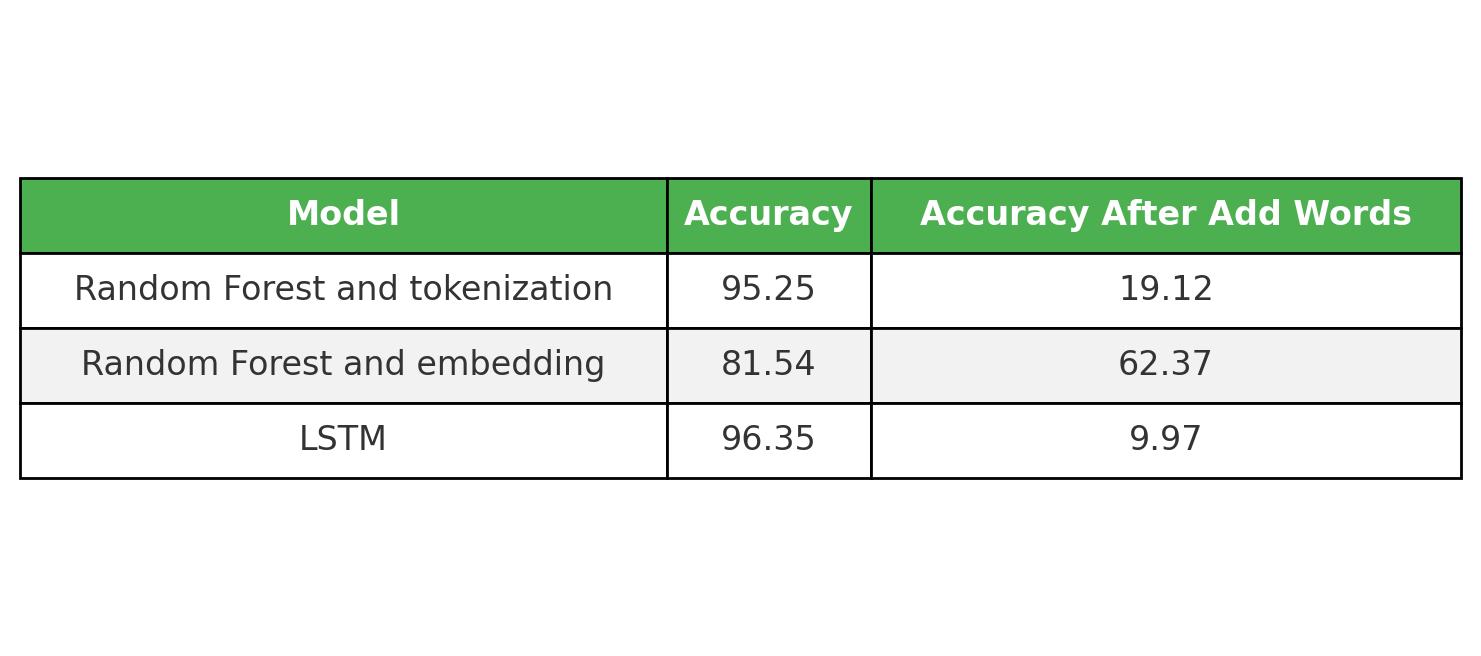 Model Accuracy Accuracy After Add Words
Random Forest and tokenization 95.25 19.12
Random Forest and embedding 81.54 62.37
LSTM 96.35 9.97